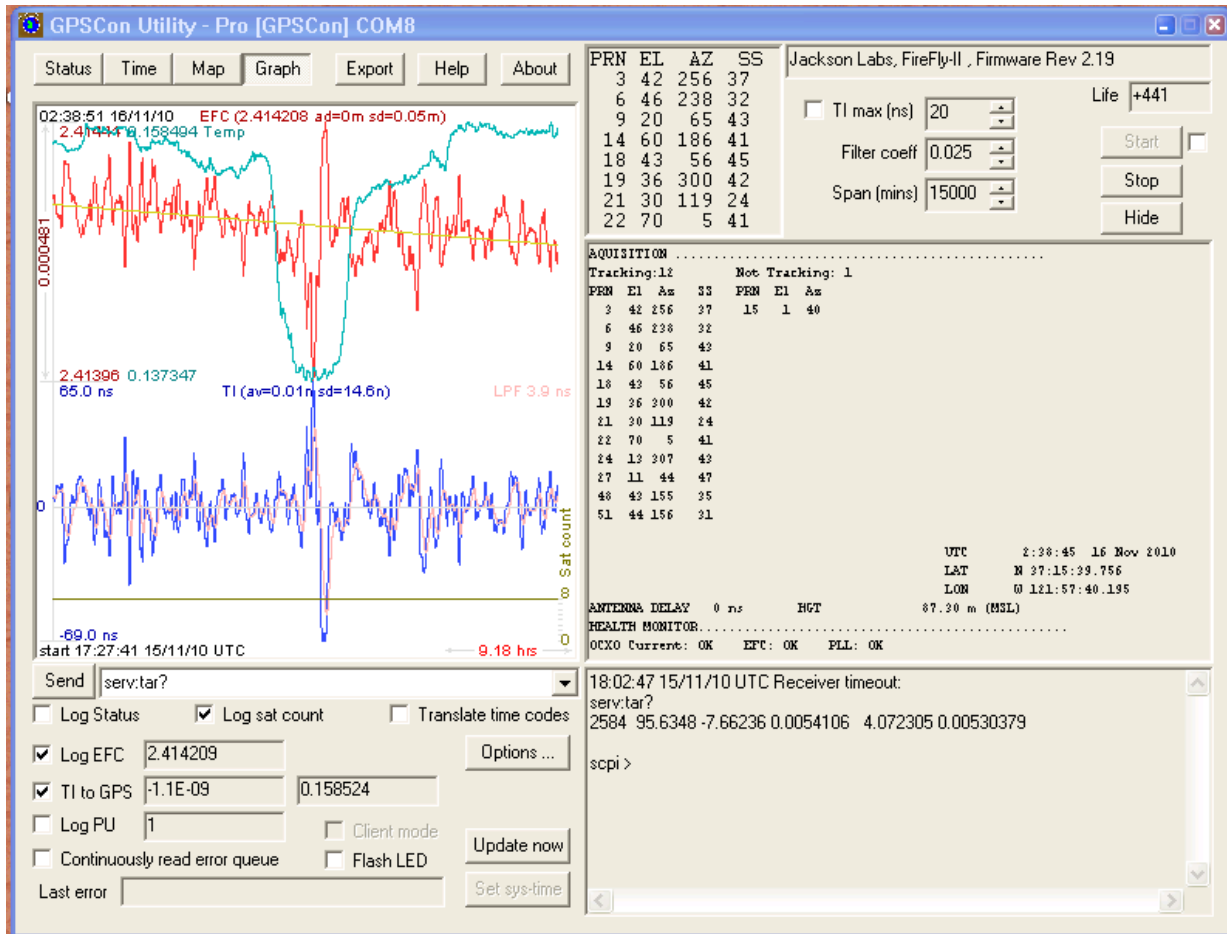 GPSCon Utility - Pro [GPSCon] COM8
Status Time Map Graph Export Help About
02:38:51 16/11/10 EFC (2.414208 ad=0m sd=0.05m)
2.41444 0.158494 Temp
0.000481
2.41396 0.137347
65.0 ns TI (av=0.01n sd=14.6n) LPF 3.9 ns
0
Sat count
8
0
-69.0 ns
start 17:27:41 15/11/10 UTC 9.18 hrs
PRN EL AZ SS
3 42 256 37
6 46 238 32
9 20 65 43
14 60 186 41
18 43 56 45
19 36 300 42
21 30 119 24
22 70 5 41
Jackson Labs, FireFly-II , Firmware Rev 2.19
Life +441
TI max (ns) 20
Filter coeff 0.025
Span (mins) 15000
Start
Stop
Hide
AQUISITION ................................................
Tracking:12 Not Tracking: 1
PRN El Az SS PRN El Az
3 42 256 37 15 1 40
6 46 238 32
9 20 65 43
14 60 186 41
18 43 56 45
19 36 300 42
21 30 119 24
22 70 5 41
24 13 307 43
27 11 44 47
48 43 155 35
51 44 156 31
UTC 2:38:45 16 Nov 2010
LAT N 37:15:39.756
LON W 121:57:40.195
ANTENNA DELAY 0 ns HGT 87.30 m (MSL)
HEALTH MONITOR................................................
OCXO Current: OK EFC: OK PLL: OK
Send serv:tar?
Log Status Log sat count Translate time codes
Log EFC 2.414209 Options ...
TI to GPS -1.1E-09 0.158524
Log PU 1 Client mode
Update now
Continuously read error queue Flash LED
Last error Set sys-time
18:02:47 15/11/10 UTC Receiver timeout:
serv:tar?
2584 95.6348 -7.66236 0.0054106 4.072305 0.00530379
scpi >